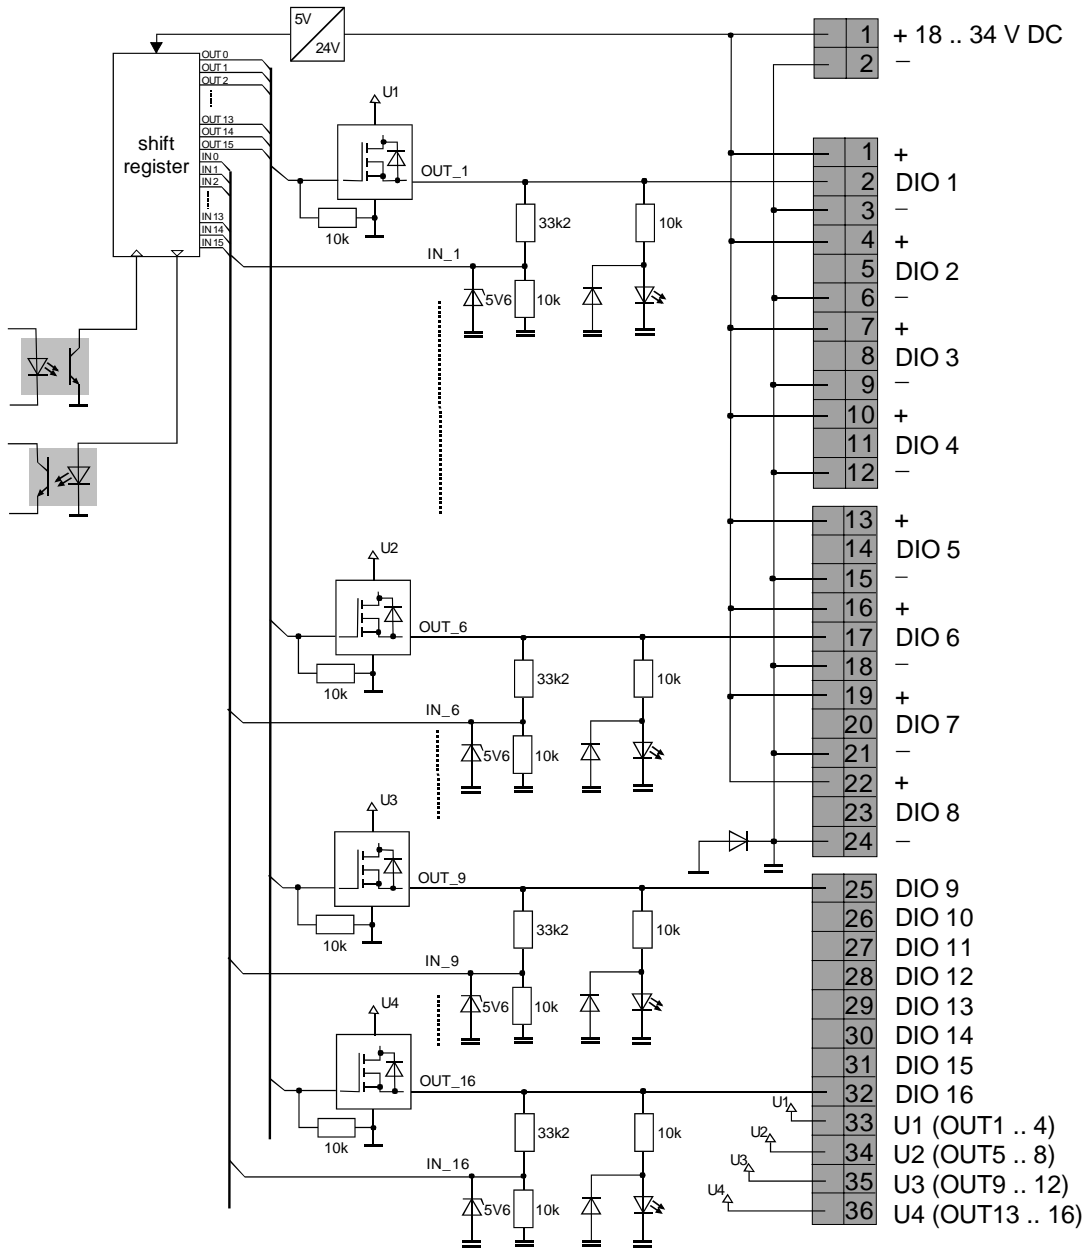 5V
24V
1 + 18 .. 34 V DC
2 –
OUT 0
OUT 1
OUT 2
OUT 13
OUT 14
OUT 15
IN 0
IN 1
IN 2
IN 13
IN 14
IN 15
shift
register
U1
OUT_1
10k
33k2
10k
IN_1
5V6
10k
1 +
2 DIO 1
3 –
4 +
5 DIO 2
6 –
7 +
8 DIO 3
9 –
10 +
11 DIO 4
12 –
U2
OUT_6
10k
33k2
10k
IN_6
5V6
10k
13 +
14 DIO 5
15 –
16 +
17 DIO 6
18 –
19 +
20 DIO 7
21 –
22 +
23 DIO 8
24 –
U3
OUT_9
10k
33k2
10k
IN_9
5V6
10k
U4
OUT_16
10k
33k2
10k
IN_16
5V6
10k
25 DIO 9
26 DIO 10
27 DIO 11
28 DIO 12
29 DIO 13
30 DIO 14
31 DIO 15
32 DIO 16
U1 33 U1 (OUT1 .. 4)
U2 34 U2 (OUT5 .. 8)
U3 35 U3 (OUT9 .. 12)
U4 36 U4 (OUT13 .. 16)